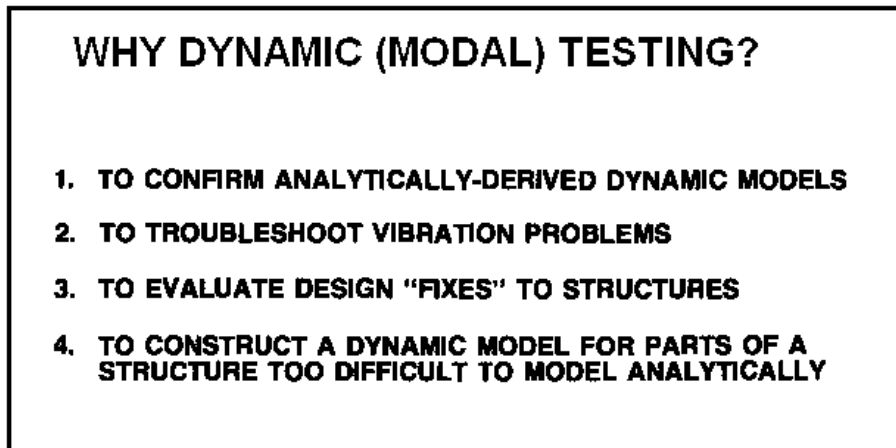 WHY DYNAMIC (MODAL) TESTING?
1. TO CONFIRM ANALYTICALLY-DERIVED DYNAMIC MODELS
2. TO TROUBLESHOOT VIBRATION PROBLEMS
3. TO EVALUATE DESIGN "FIXES" TO STRUCTURES
4. TO CONSTRUCT A DYNAMIC MODEL FOR PARTS OF A
STRUCTURE TOO DIFFICULT TO MODEL ANALYTICALLY